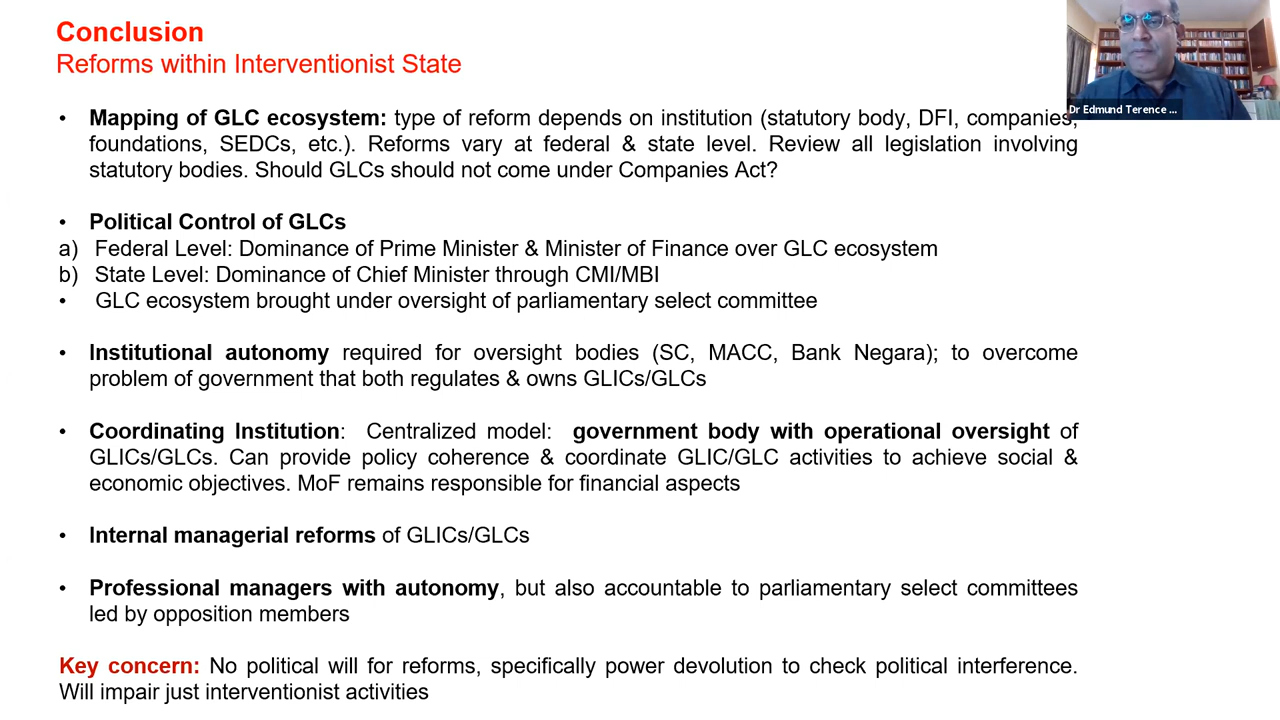 Conclusion
Reforms within Interventionist State
Dr Edmund Terence ...
• Mapping of GLC ecosystem: type of reform depends on institution (statutory body, DFI, companies,
foundations, SEDCs, etc.). Reforms vary at federal & state level. Review all legislation involving
statutory bodies. Should GLCs should not come under Companies Act?
• Political Control of GLCs
a) Federal Level: Dominance of Prime Minister & Minister of Finance over GLC ecosystem
b) State Level: Dominance of Chief Minister through CMI/MBI
• GLC ecosystem brought under oversight of parliamentary select committee
• Institutional autonomy required for oversight bodies (SC, MACC, Bank Negara); to overcome
problem of government that both regulates & owns GLICs/GLCs
• Coordinating Institution: Centralized model: government body with operational oversight of
GLICs/GLCs. Can provide policy coherence & coordinate GLIC/GLC activities to achieve social &
economic objectives. MoF remains responsible for financial aspects
• Internal managerial reforms of GLICs/GLCs
• Professional managers with autonomy, but also accountable to parliamentary select committees
led by opposition members
Key concern: No political will for reforms, specifically power devolution to check political interference.
Will impair just interventionist activities